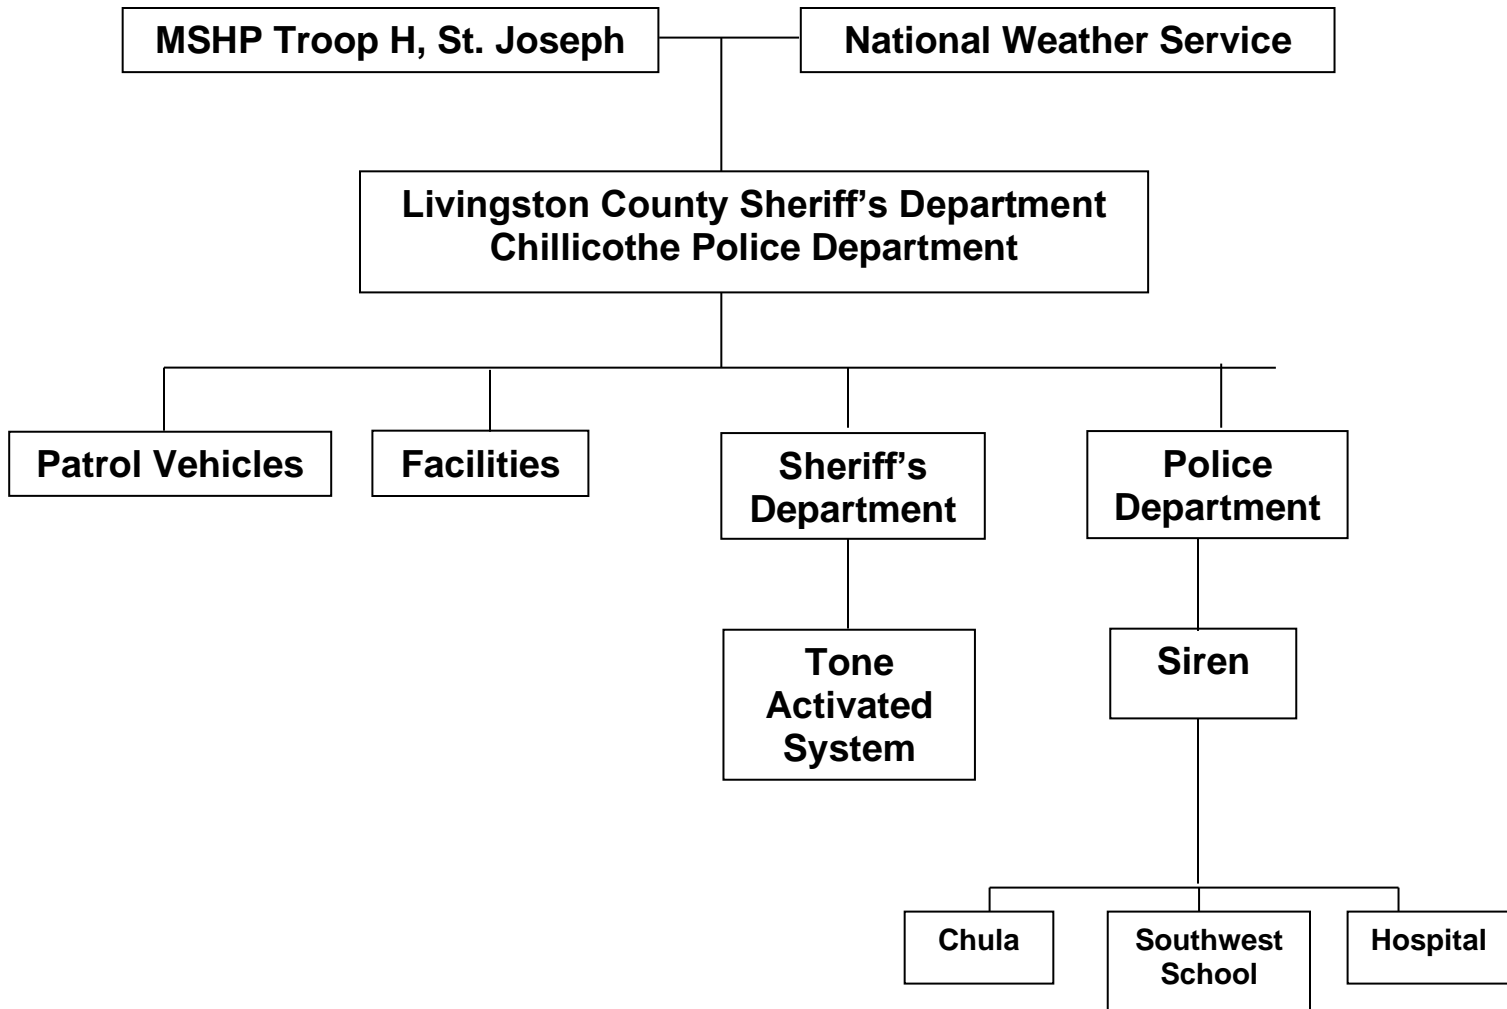 MSHP Troop H, St. Joseph
National Weather Service
Livingston County Sheriff’s Department
Chillicothe Police Department
Patrol Vehicles
Facilities
Sheriff’s
Department
Police
Department
Tone
Activated
System
Siren
Chula
Southwest
School
Hospital